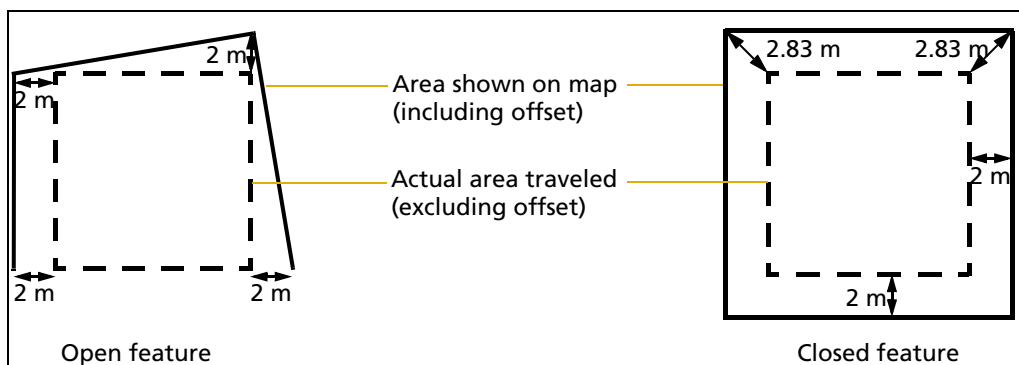 2 m
2 m
2 m
2 m
Open feature
Area shown on map
(including offset)
Actual area traveled
(excluding offset)
2.83 m
2.83 m
2 m
2 m
Closed feature